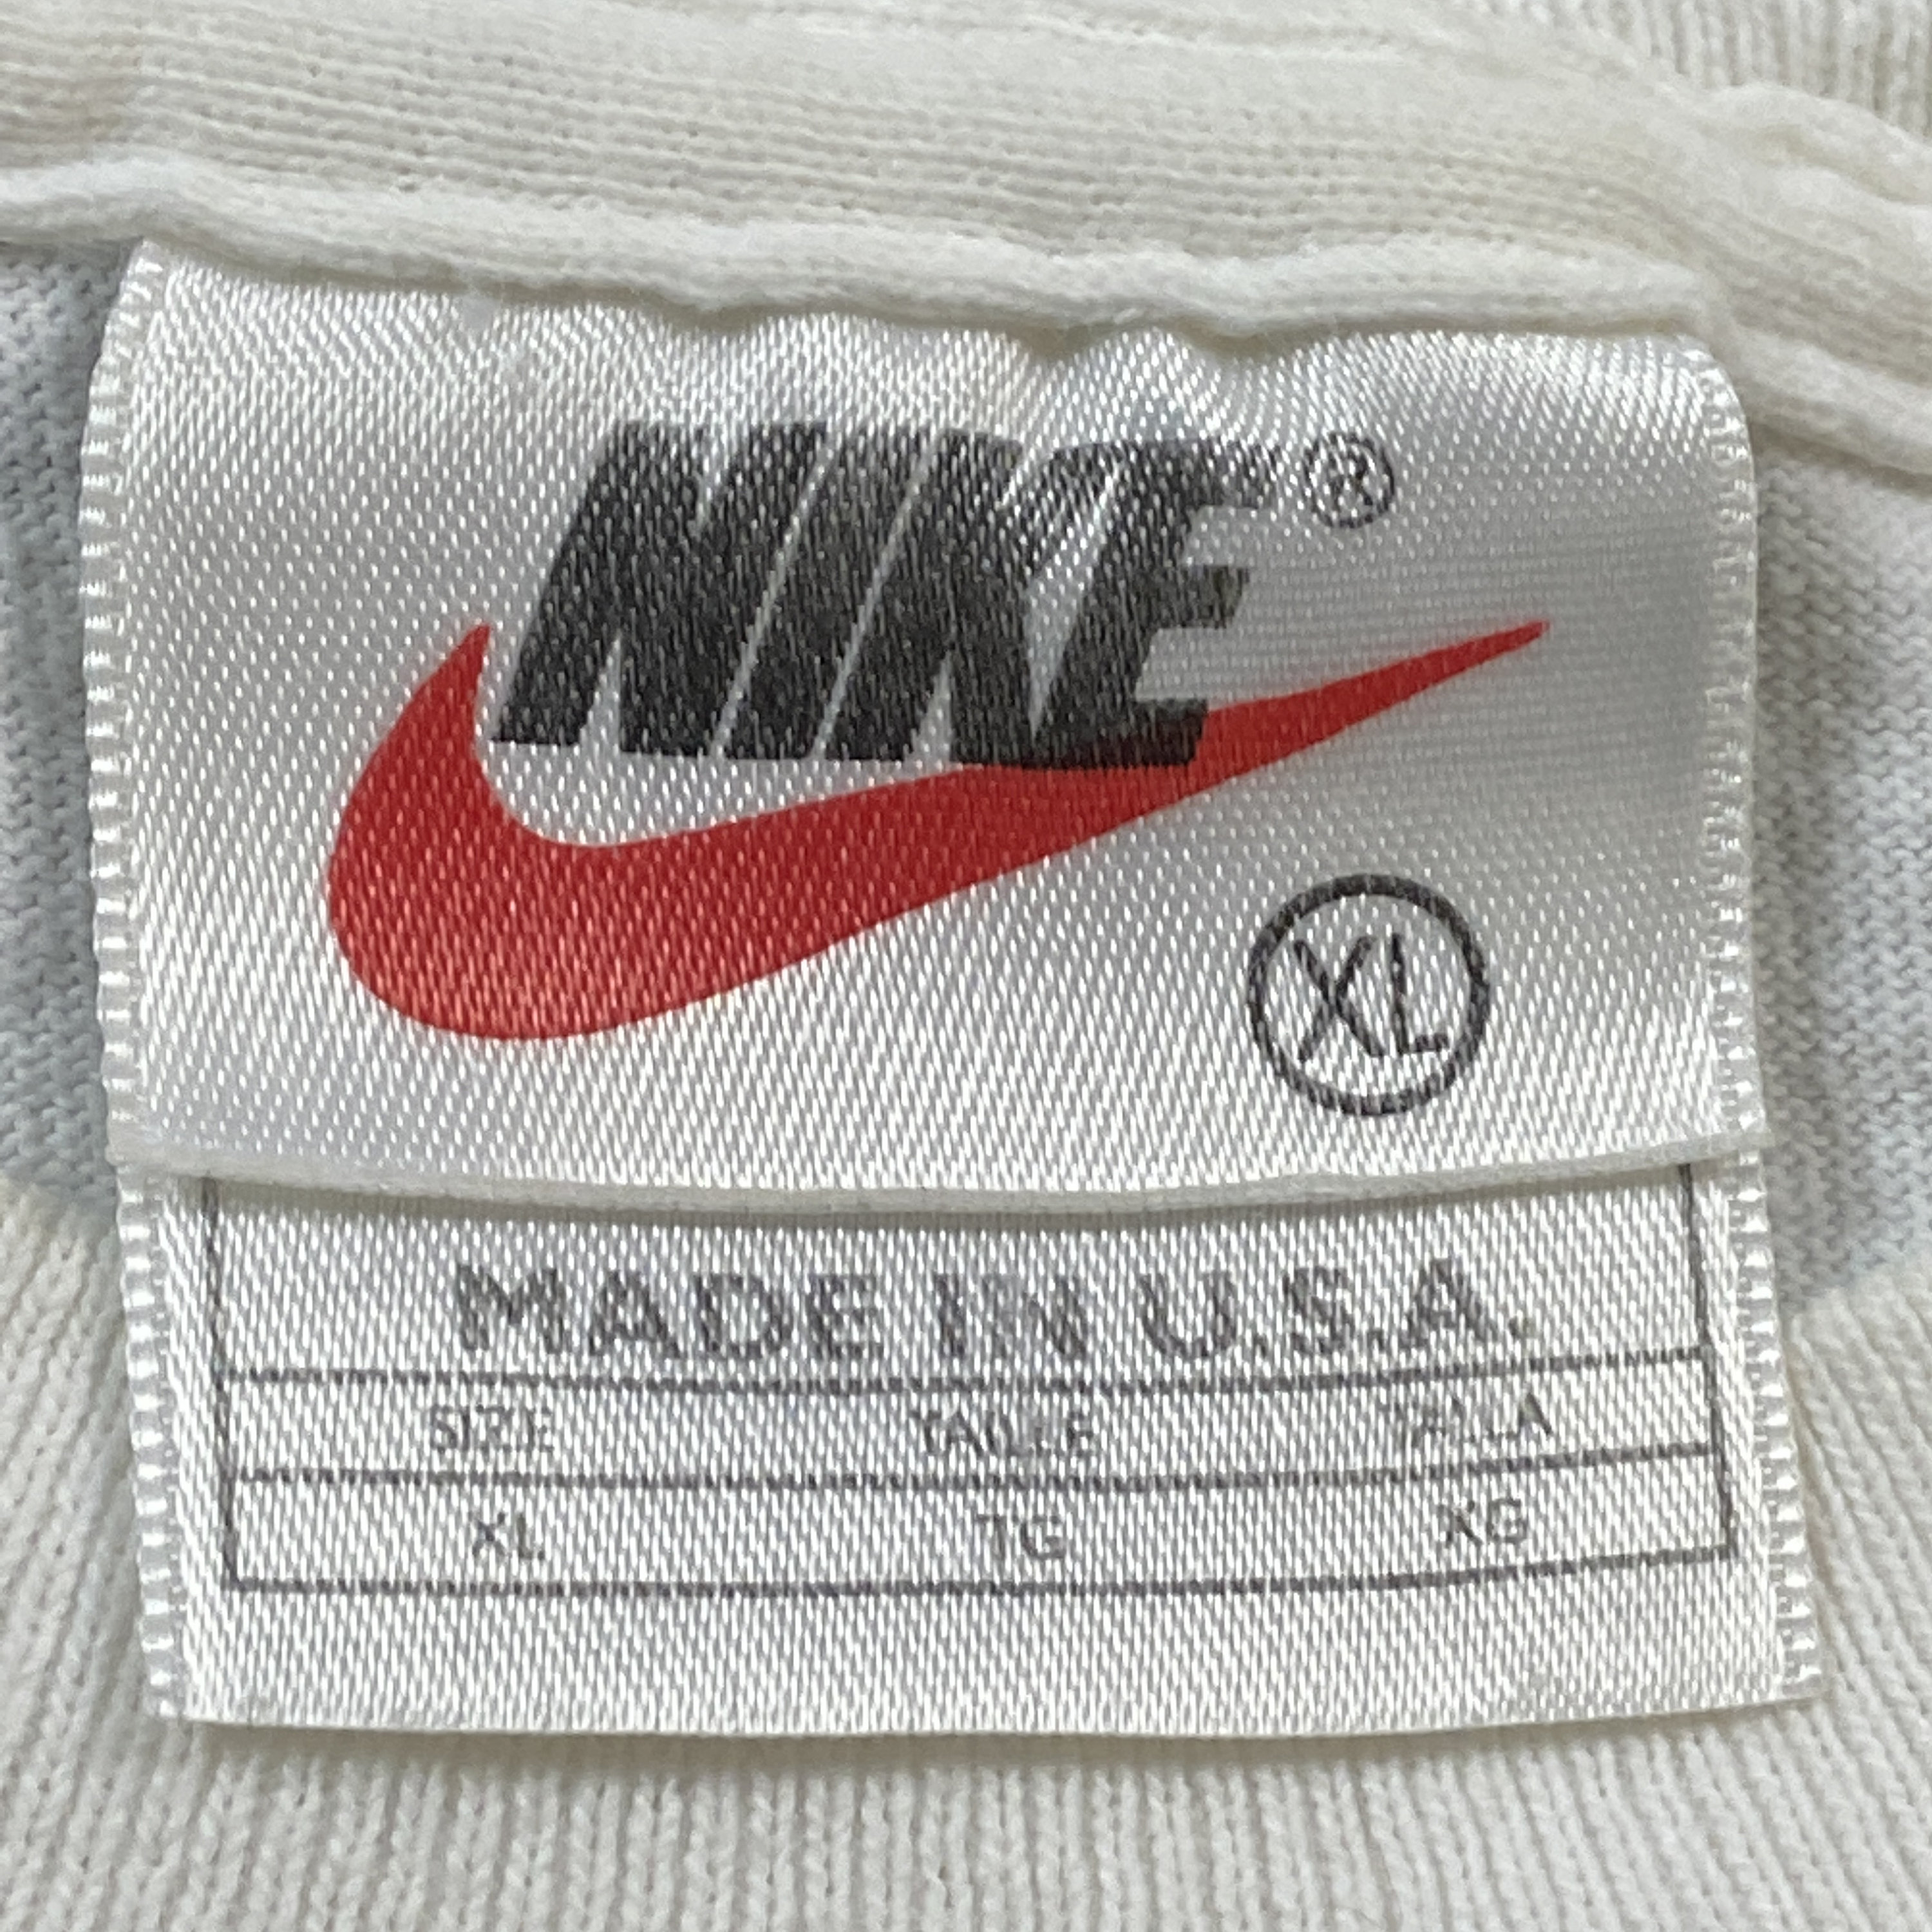 NIKE®
XL
MADE IN U.S.A.
SIZE TAILLE TALLA
XL TG XG